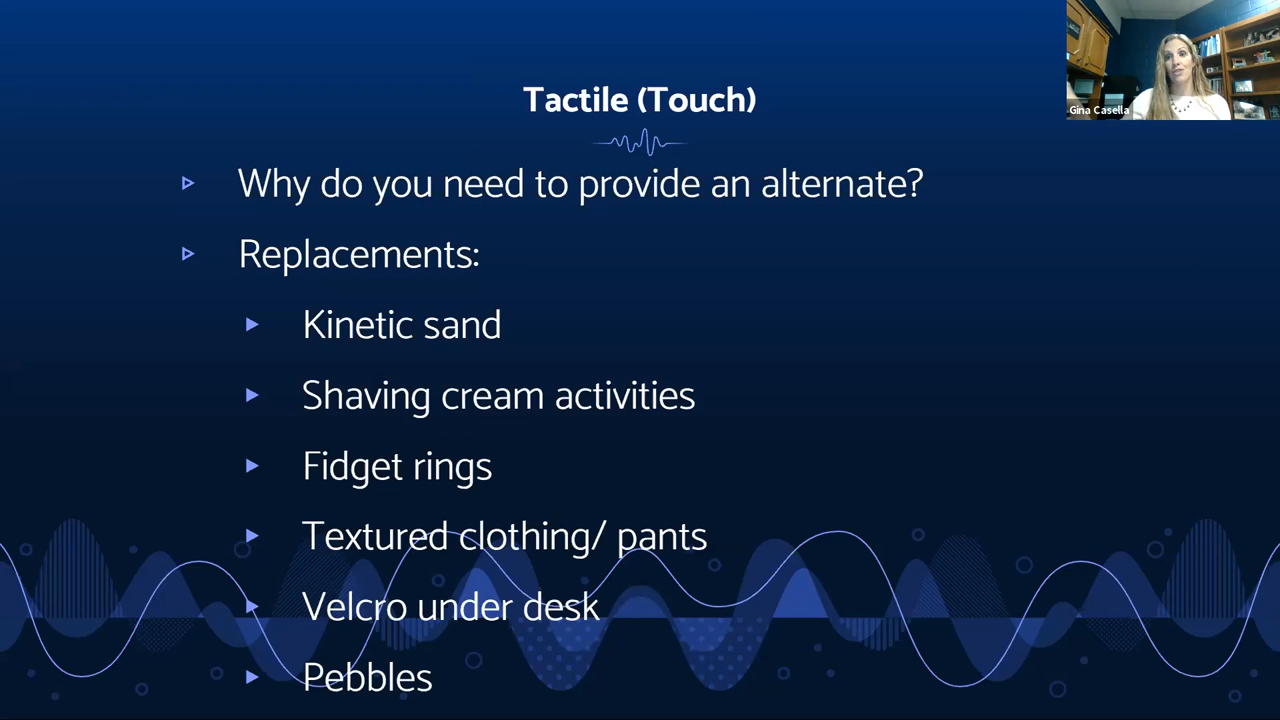 Gina Casella
Tactile (Touch)
Why do you need to provide an alternate?
Replacements:
Kinetic sand
Shaving cream activities
Fidget rings
Textured clothing/ pants
Velcro under desk
Pebbles